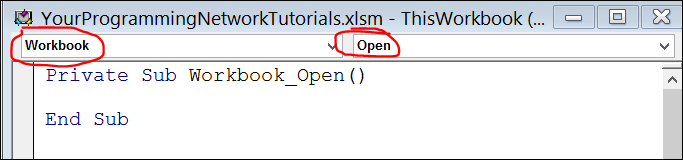 YourProgrammingNetworkTutorials.xlsm - ThisWorkbook (...
Workbook
Open
Private Sub Workbook_Open()
End Sub